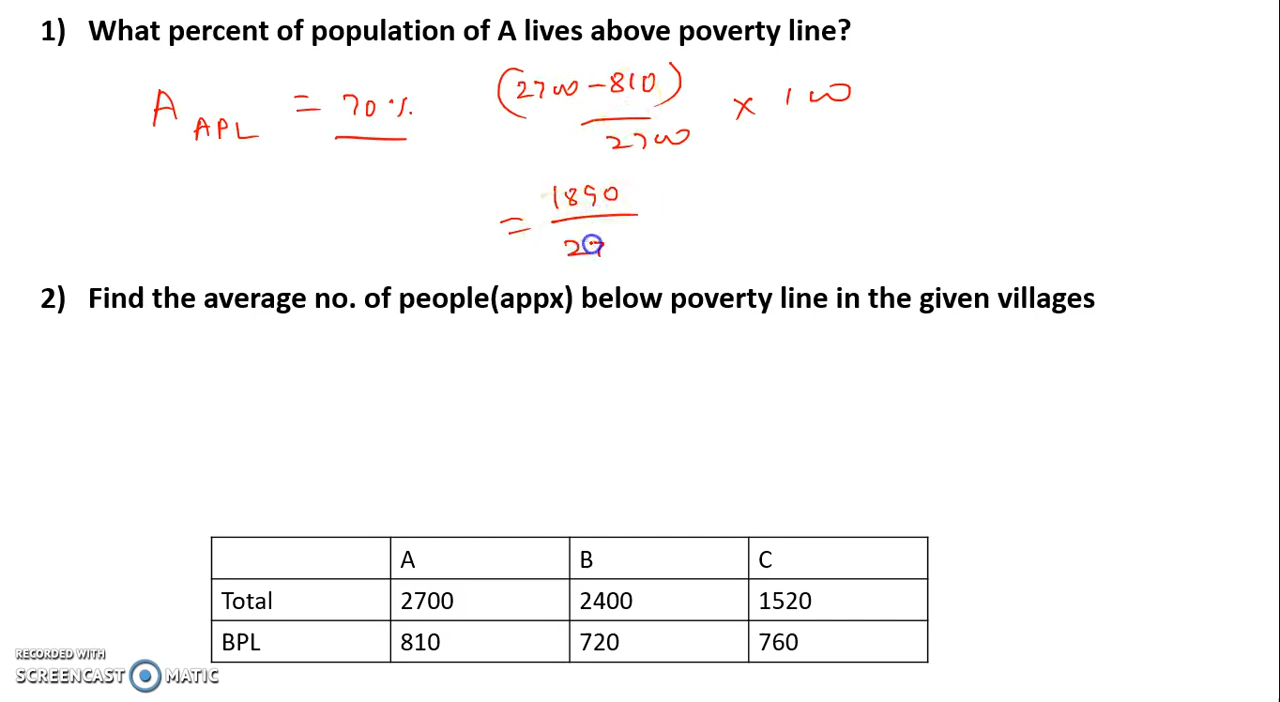 1) What percent of population of A lives above poverty line?
A APL = 70 % (2700 - 810) / 2700 × 100
= 1890 / 27
2) Find the average no. of people(appx) below poverty line in the given villages
A B C
Total 2700 2400 1520
BPL 810 720 760
RECORDED WITH
SCREENCAST MATIC